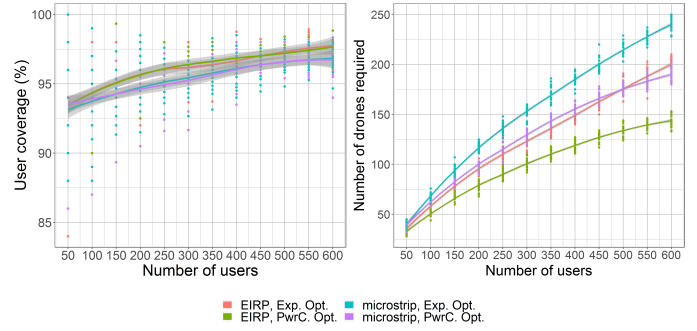 User coverage (%)
100
95
90
85
50 100 150 200 250 300 350 400 450 500 550 600
Number of users
Number of drones required
250
200
150
100
50
50 100 150 200 250 300 350 400 450 500 550 600
Number of users
EIRP, Exp. Opt.
microstrip, Exp. Opt.
EIRP, PwrC. Opt.
microstrip, PwrC. Opt.